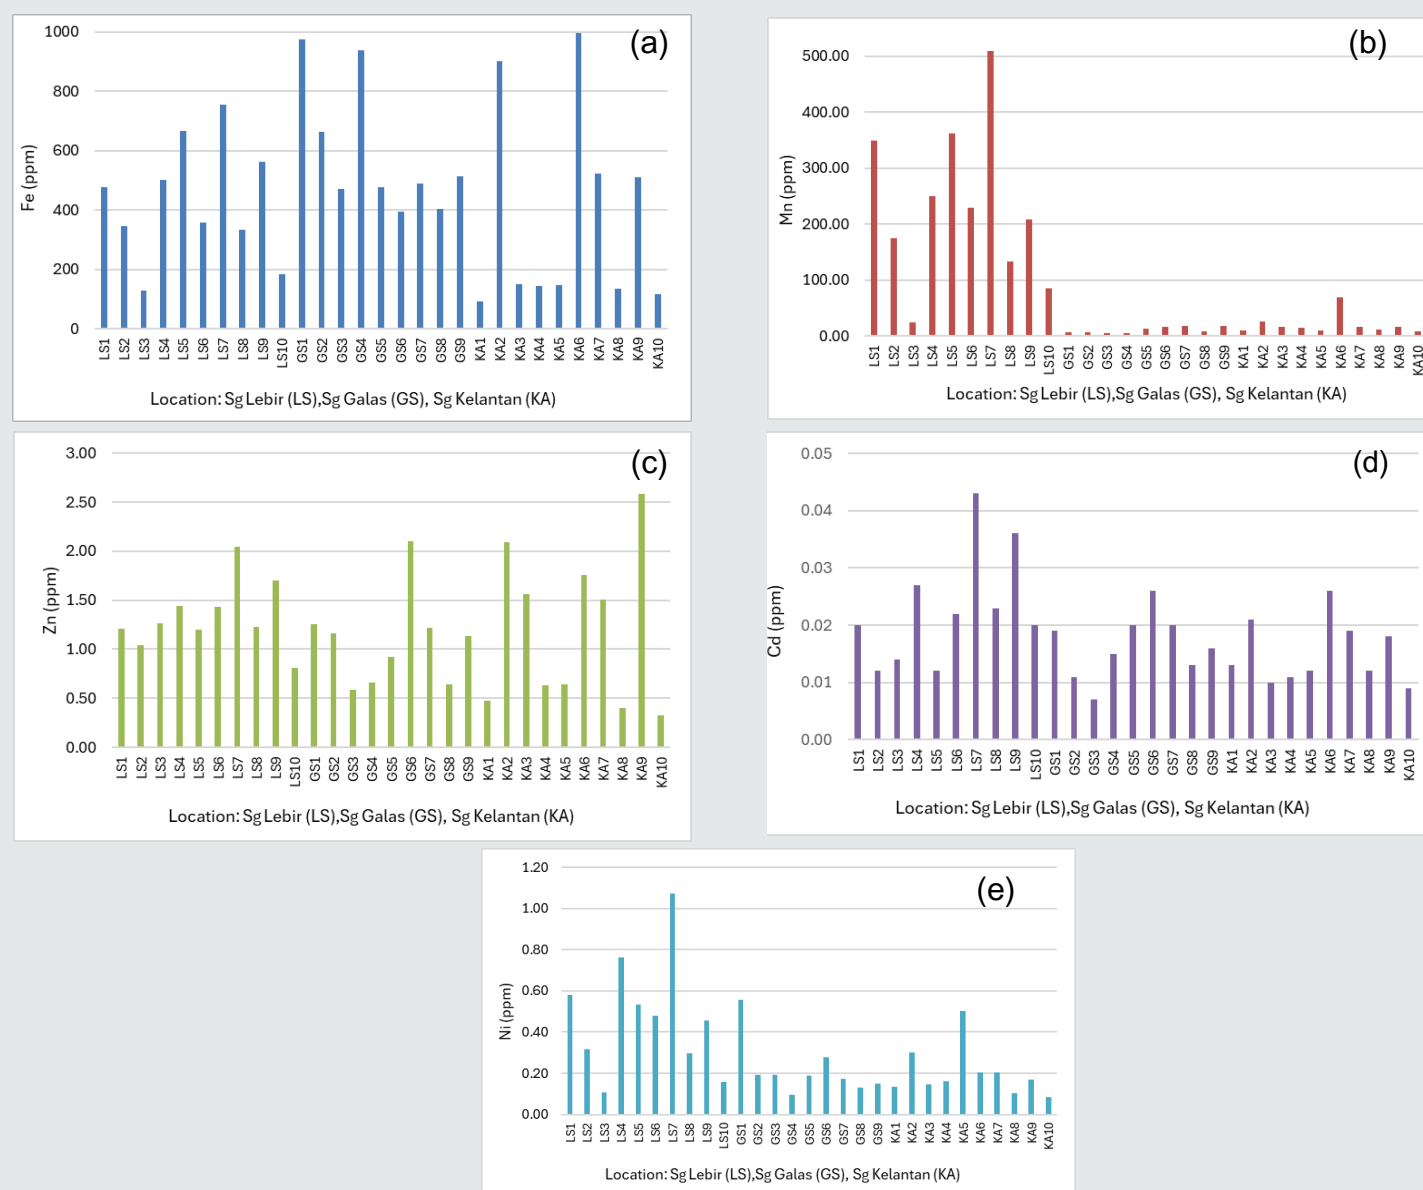 (a)
1000
800
600
400
200
0
Fe (ppm)
LS1 LS2 LS3 LS4 LS5 LS6 LS7 LS8 LS9 LS10 GS1 GS2 GS3 GS4 GS5 GS6 GS7 GS8 GS9 KA1 KA2 KA3 KA4 KA5 KA6 KA7 KA8 KA9 KA10
Location: Sg Lebir (LS),Sg Galas (GS), Sg Kelantan (KA)
(b)
500.00
400.00
300.00
200.00
100.00
0.00
Mn (ppm)
LS1 LS2 LS3 LS4 LS5 LS6 LS7 LS8 LS9 LS10 GS1 GS2 GS3 GS4 GS5 GS6 GS7 GS8 GS9 KA1 KA2 KA3 KA4 KA5 KA6 KA7 KA8 KA9 KA10
Location: Sg Lebir (LS),Sg Galas (GS), Sg Kelantan (KA)
(c)
3.00
2.50
2.00
1.50
1.00
0.50
0.00
Zn (ppm)
LS1 LS2 LS3 LS4 LS5 LS6 LS7 LS8 LS9 LS10 GS1 GS2 GS3 GS4 GS5 GS6 GS7 GS8 GS9 KA1 KA2 KA3 KA4 KA5 KA6 KA7 KA8 KA9 KA10
Location: Sg Lebir (LS),Sg Galas (GS), Sg Kelantan (KA)
(d)
0.05
0.04
0.03
0.02
0.01
0.00
Cd (ppm)
LS1 LS2 LS3 LS4 LS5 LS6 LS7 LS8 LS9 LS10 GS1 GS2 GS3 GS4 GS5 GS6 GS7 GS8 GS9 KA1 KA2 KA3 KA4 KA5 KA6 KA7 KA8 KA9 KA10
Location: Sg Lebir (LS),Sg Galas (GS), Sg Kelantan (KA)
(e)
1.20
1.00
0.80
0.60
0.40
0.20
0.00
Ni (ppm)
LS1 LS2 LS3 LS4 LS5 LS6 LS7 LS8 LS9 LS10 GS1 GS2 GS3 GS4 GS5 GS6 GS7 GS8 GS9 KA1 KA2 KA3 KA4 KA5 KA6 KA7 KA8 KA9 KA10
Location: Sg Lebir (LS),Sg Galas (GS), Sg Kelantan (KA)